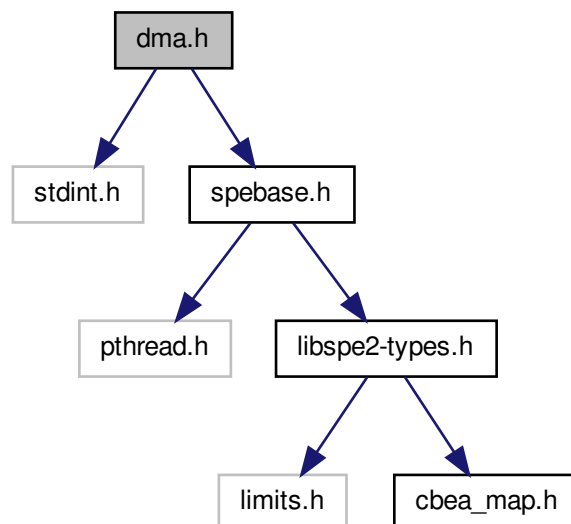 dma.h
stdint.h
spebase.h
pthread.h
libspe2-types.h
limits.h
cbea_map.h